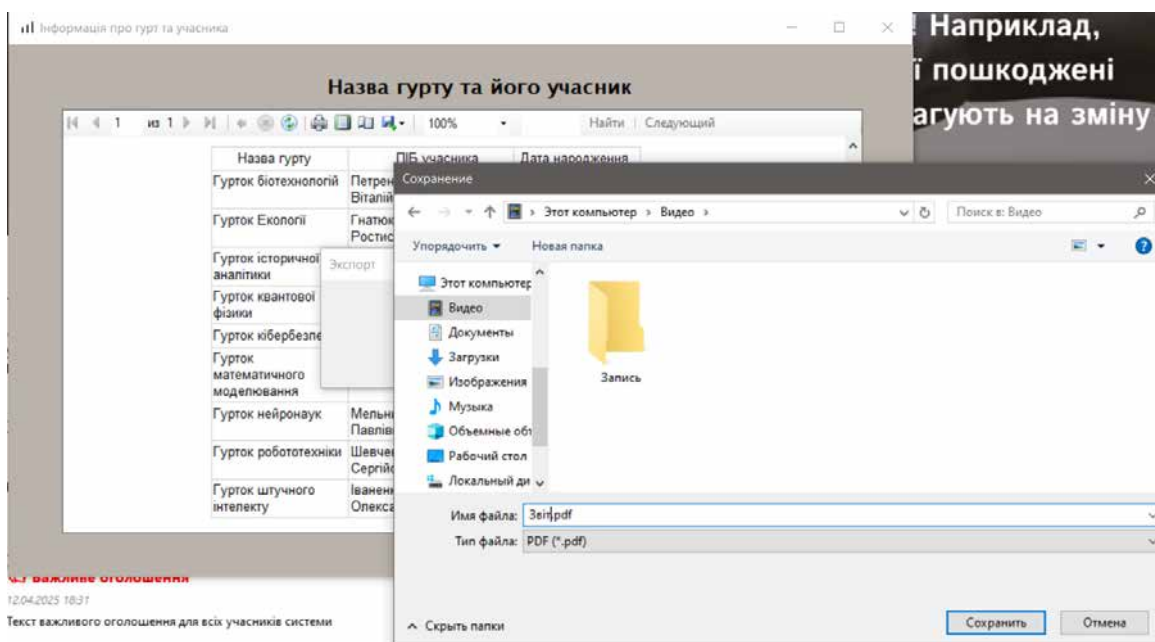 Інформація про гурт та учасника
! Наприклад,
ї пошкоджені
агують на зміну
Назва гурту та його учасник
1 из 1 100% Найти Следующий
Назва гурту ПІБ учасника Дата народження
Гурток біотехнологій Петрен
Віталій
Гурток Екології Гнатюк
Ростис
Гурток історичної
аналітики
Гурток квантової
фізики
Гурток кібербезпе
Гурток
математичного
моделювання
Гурток нейронаук Мельни
Павлів
Гурток робототехніки Шевчен
Сергійо
Гурток штучного Іваненк
інтелекту Олекса
Экспорт
Сохранение
Этот компьютер Видео Поиск в: Видео
Упорядочить Новая папка
Этот компьютер
Видео
Документы
Загрузки
Изображения
Музыка
Объемные объ
Рабочий стол
Локальный ди
Запись
Имя файла: Звіт.pdf
Тип файла: PDF (*.pdf)
Скрыть папки Сохранить Отмена
Важливе оголошення
12.04.2025 18:31
Текст важливого оголошення для всіх учасників системи